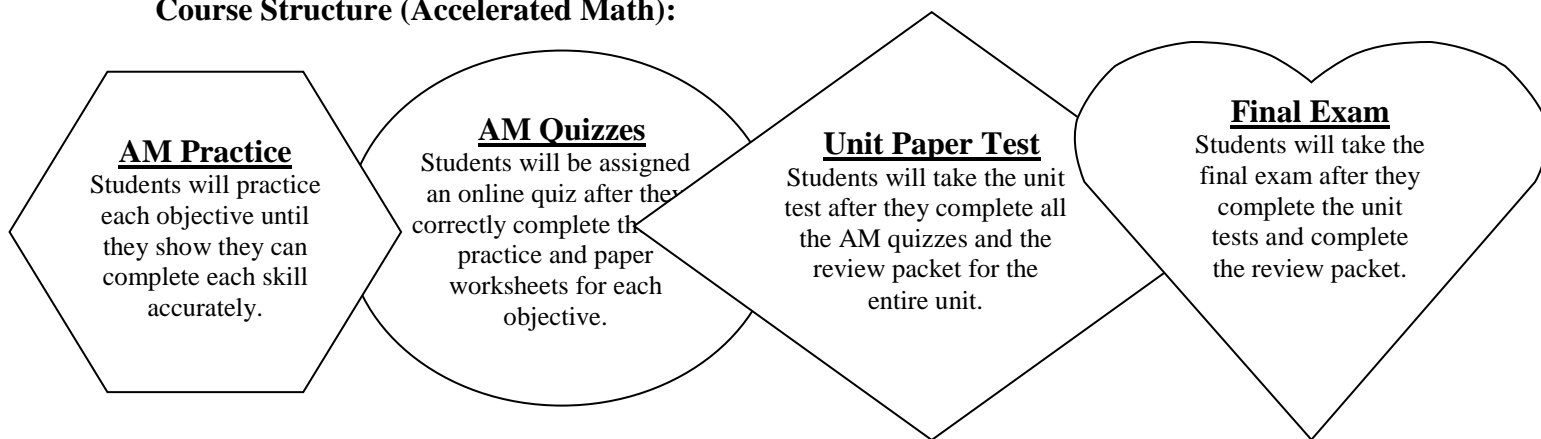 Course Structure (Accelerated Math):
AM Practice
Students will practice
each objective until
they show they can
complete each skill
accurately.
AM Quizzes
Students will be assigned
an online quiz after they
correctly complete th
practice and paper
worksheets for each
objective.
Unit Paper Test
Students will take the unit
test after they complete all
the AM quizzes and the
review packet for the
entire unit.
Final Exam
Students will take the
final exam after they
complete the unit
tests and complete
the review packet.